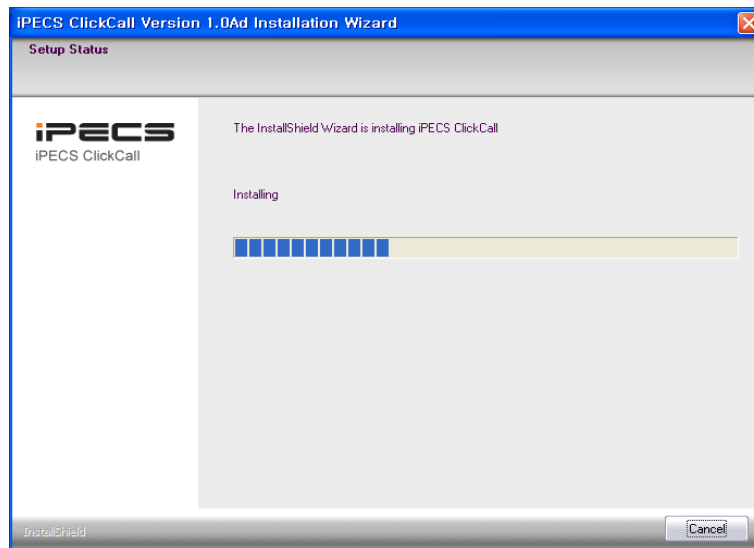 iPECS ClickCall Version 1.0Ad Installation Wizard
Setup Status
iPECS
iPECS ClickCall
The InstallShield Wizard is installing iPECS ClickCall
Installing
InstallShield
Cancel